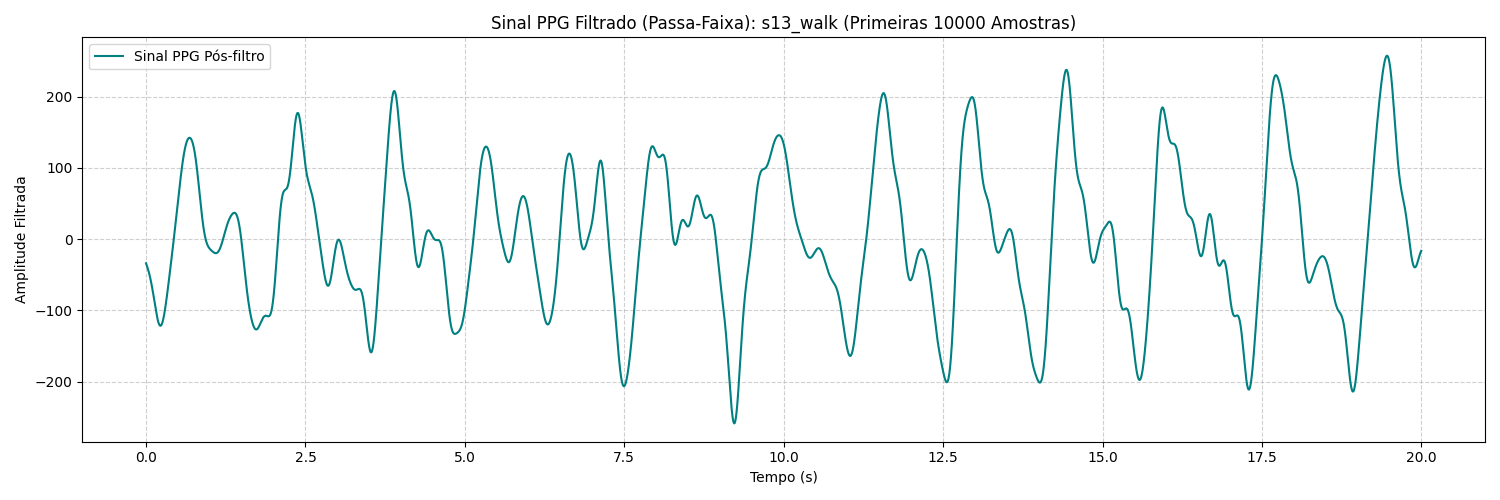 Sinal PPG Filtrado (Passa-Faixa): s13_walk (Primeiras 10000 Amostras)
Sinal PPG Pós-filtro
Amplitude Filtrada
200
100
0
−100
−200
0.0 2.5 5.0 7.5 10.0 12.5 15.0 17.5 20.0
Tempo (s)